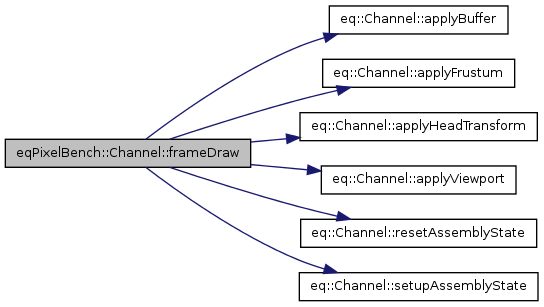 eq::Channel::applyBuffer
eq::Channel::applyFrustum
eq::Channel::applyHeadTransform
eqPixelBench::Channel::frameDraw
eq::Channel::applyViewport
eq::Channel::resetAssemblyState
eq::Channel::setupAssemblyState